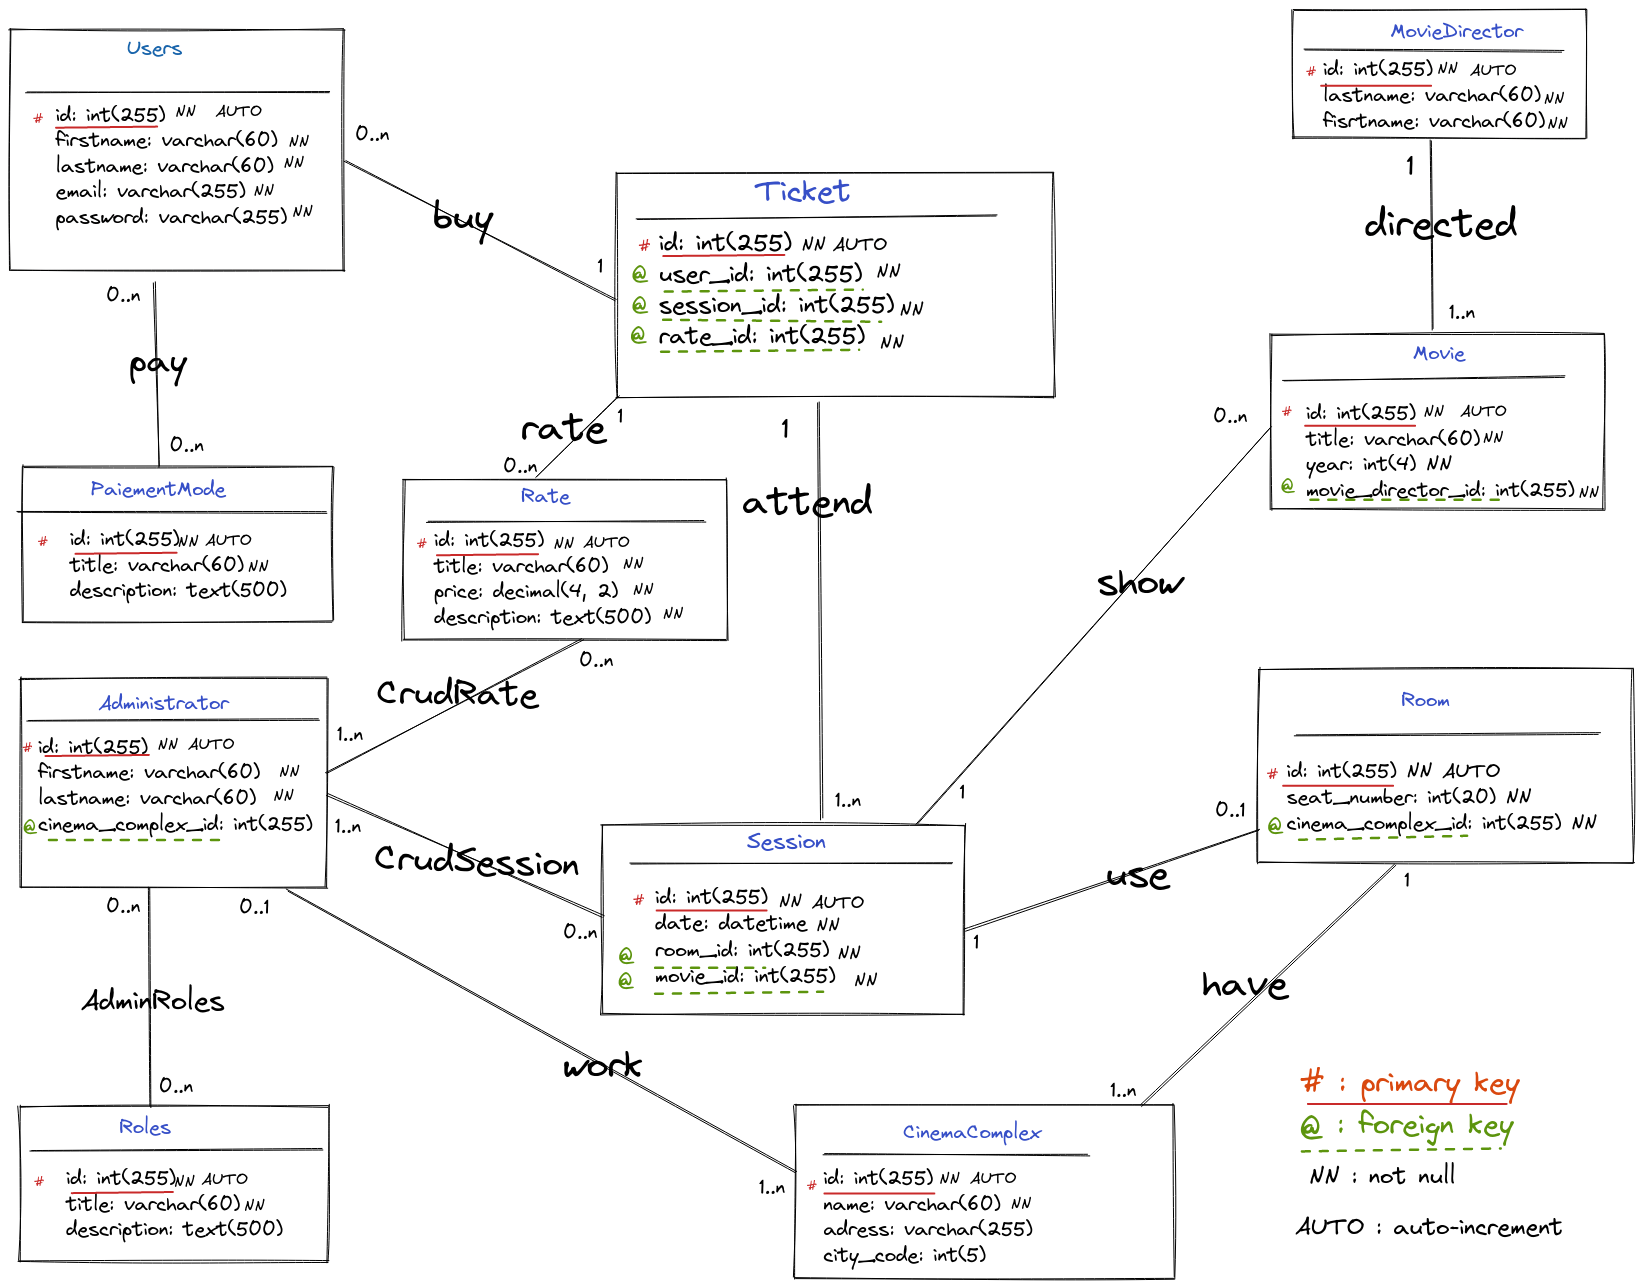 Users
# id: int(255) NN AUTO
firstname: varchar(60) NN
lastname: varchar(60) NN
email: varchar(255) NN
password: varchar(255) NN
0..n
buy
1
0..n
pay
0..n
Ticket
# id: int(255) NN AUTO
@ user_id: int(255) NN
@ session_id: int(255) NN
@ rate_id: int(255) NN
1
rate
0..n
1
attend
1..n
MovieDirector
# id: int(255) NN AUTO
lastname: varchar(60) NN
fisrtname: varchar(60) NN
1
directed
1..n
Movie
# id: int(255) NN AUTO
title: varchar(60) NN
year: int(4) NN
@ movie_director_id: int(255) NN
0..n
show
1
PaiementMode
# id: int(255) NN AUTO
title: varchar(60) NN
description: text(500)
Rate
# id: int(255) NN AUTO
title: varchar(60) NN
price: decimal(4, 2) NN
description: text(500) NN
0..n
CrudRate
1..n
Administrator
# id: int(255) NN AUTO
firstname: varchar(60) NN
lastname: varchar(60) NN
@ cinema_complex_id: int(255)
1..n
CrudSession
0..n
Session
# id: int(255) NN AUTO
date: datetime NN
@ room_id: int(255) NN
@ movie_id: int(255) NN
Room
# id: int(255) NN AUTO
seat_number: int(20) NN
@ cinema_complex_id: int(255) NN
0..1
use
1
1
have
1..n
0..n
AdminRoles
0..n
0..1
work
1..n
Roles
# id: int(255) NN AUTO
title: varchar(60) NN
description: text(500)
CinemaComplex
# id: int(255) NN AUTO
name: varchar(60) NN
adress: varchar(255)
city_code: int(5)
# : primary key
@ : foreign key
NN : not null
AUTO : auto-increment